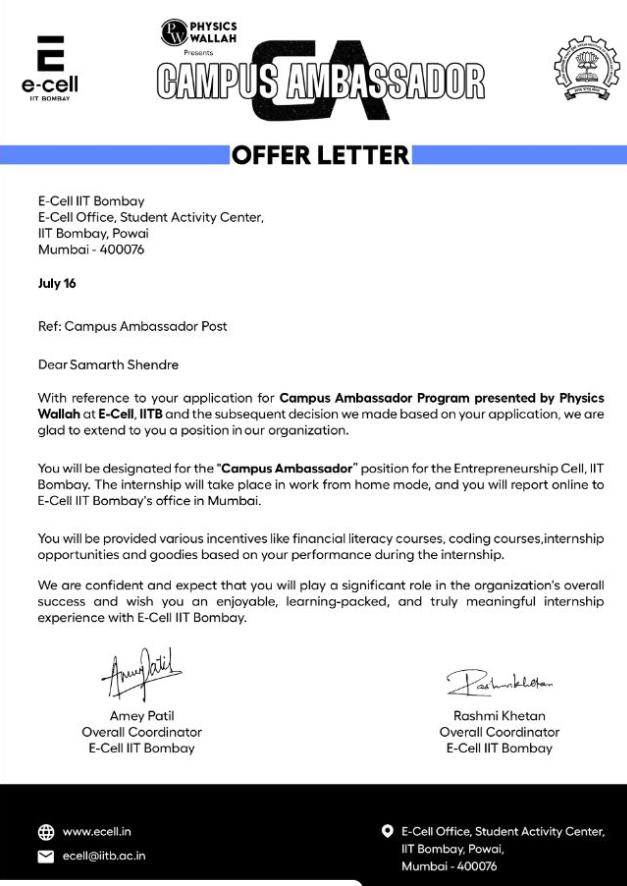 PHYSICS
WALLAH
Presents
CAMPUS AMBASSADOR
CA
e-cell
IIT BOMBAY
OFFER LETTER
E-Cell IIT Bombay
E-Cell Office, Student Activity Center,
IIT Bombay, Powai
Mumbai - 400076
July 16
Ref: Campus Ambassador Post
Dear Samarth Shendre
With reference to your application for Campus Ambassador Program presented by Physics
Wallah at E-Cell, IITB and the subsequent decision we made based on your application, we are
glad to extend to you a position in our organization.
You will be designated for the "Campus Ambassador" position for the Entrepreneurship Cell, IIT
Bombay. The internship will take place in work from home mode, and you will report online to
E-Cell IIT Bombay's office in Mumbai.
You will be provided various incentives like financial literacy courses, coding courses,internship
opportunities and goodies based on your performance during the internship.
We are confident and expect that you will play a significant role in the organization's overall
success and wish you an enjoyable, learning-packed, and truly meaningful internship
experience with E-Cell IIT Bombay.
Amey Patil
Rashmi Khetan
Amey Patil
Overall Coordinator
E-Cell IIT Bombay
Rashmi Khetan
Overall Coordinator
E-Cell IIT Bombay
www.ecell.in
ecell@iitb.ac.in
E-Cell Office, Student Activity Center,
IIT Bombay, Powai,
Mumbai - 400076